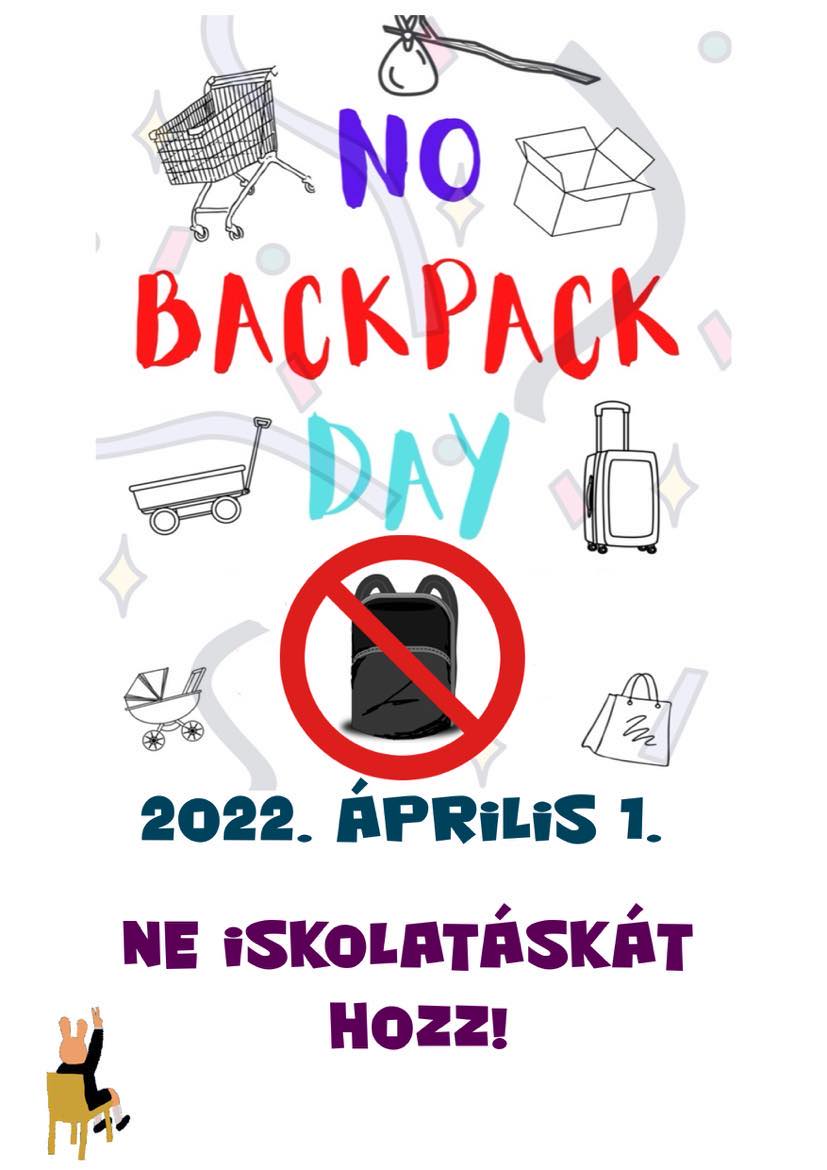 NO
BACKPACK
DAY
2022. ÁPRILIS 1.
NE ISKOLATÁSKÁT
HOZZ!